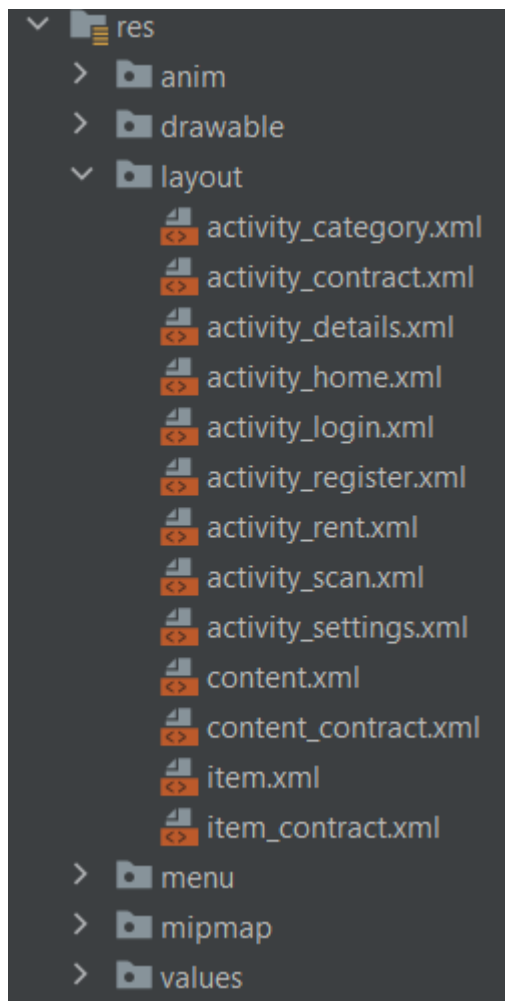 res
anim
drawable
layout
activity_category.xml
activity_contract.xml
activity_details.xml
activity_home.xml
activity_login.xml
activity_register.xml
activity_rent.xml
activity_scan.xml
activity_settings.xml
content.xml
content_contract.xml
item.xml
item_contract.xml
menu
mipmap
values